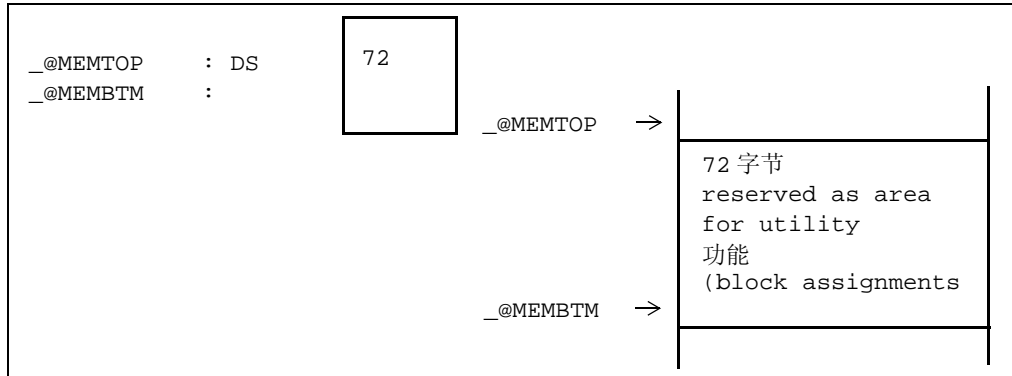 _@MEMTOP : DS 72
_@MEMBTM :
_@MEMTOP →
72 字节
reserved as area
for utility
功能
(block assignments
_@MEMBTM →